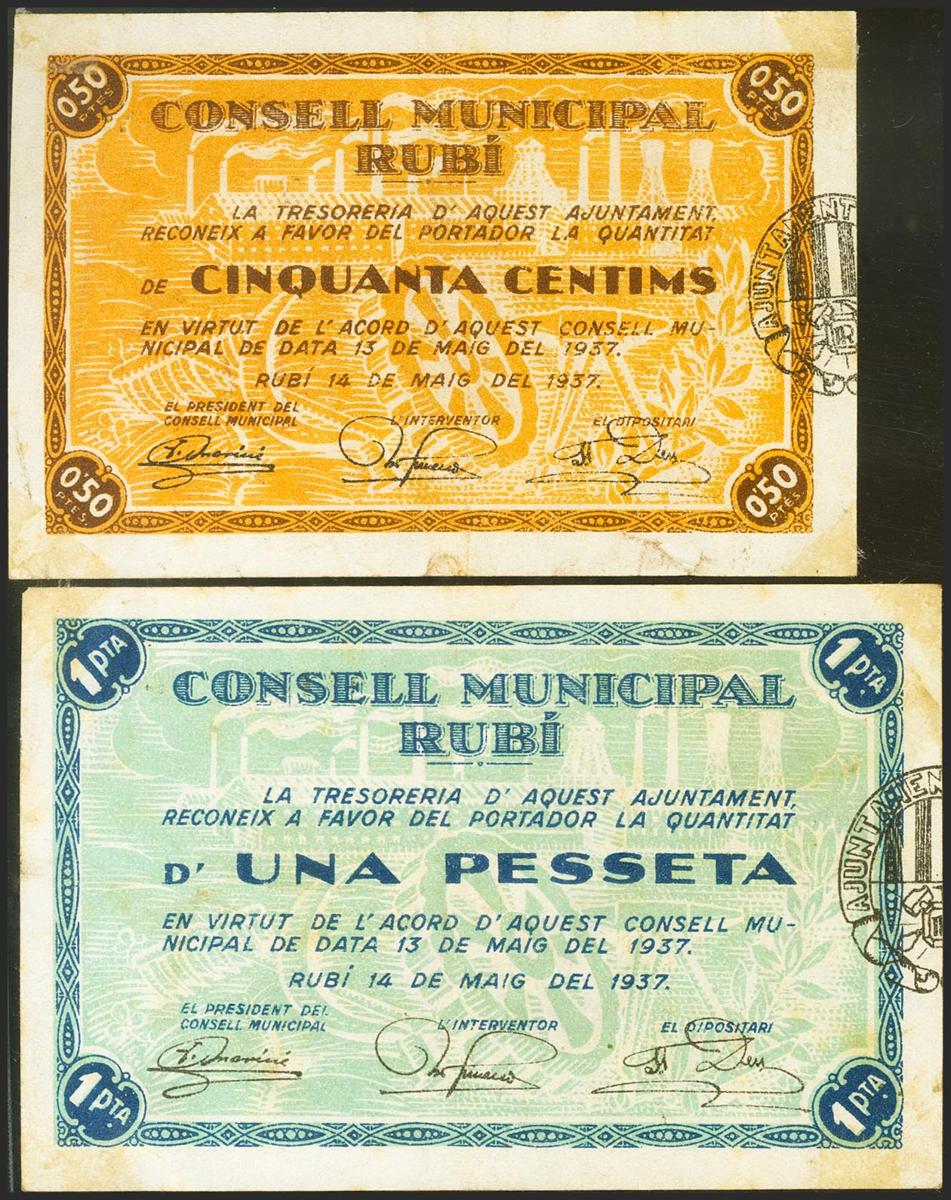 0'50 PTES
0'50 PTES.
CONSELL MUNICIPAL
RUBÍ
LA TRESORERIA D'AQUEST AJUNTAMENT,
RECONEIX A FAVOR DEL PORTADOR LA QUANTITAT
DE CINQUANTA CENTIMS
EN VIRTUT DE L'ACORD D'AQUEST CONSELL MU-
NICIPAL DE DATA 13 DE MAIG DEL 1937.
RUBÍ 14 DE MAIG DEL 1937.
EL PRESIDENT DEL
CONSELL MUNICIPAL
L'INTERVENTOR
EL DIPOSITARI
0'50 PTES.
0'50 PTES.
AJUNTAMENT
1 PTA
1 PTA
CONSELL MUNICIPAL
RUBÍ
LA TRESORERIA D'AQUEST AJUNTAMENT,
RECONEIX A FAVOR DEL PORTADOR LA QUANTITAT
D' UNA PESSETA
EN VIRTUT DE L'ACORD D'AQUEST CONSELL MU-
NICIPAL DE DATA 13 DE MAIG DEL 1937.
RUBÍ 14 DE MAIG DEL 1937.
EL PRESIDENT DEL
CONSELL MUNICIPAL
L'INTERVENTOR
EL DIPOSITARI
1 PTA
1 PTA
AJUNTAMEN